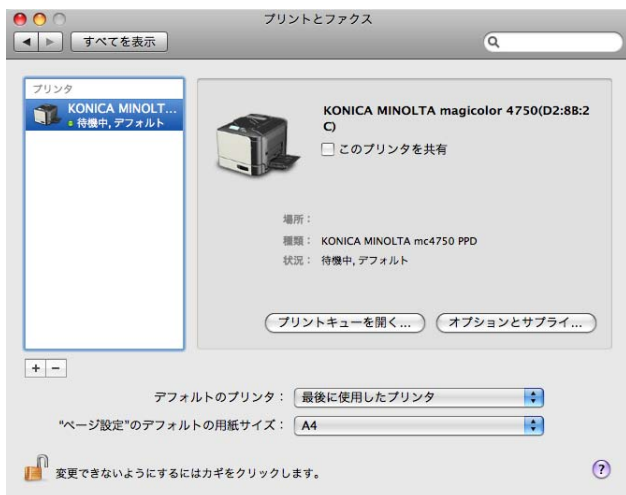 プリントとファクス
すべてを表示
プリンタ
KONICA MINOLT...
待機中, デフォルト
KONICA MINOLTA magicolor 4750(D2:8B:2
C)
このプリンタを共有
場所：
種類： KONICA MINOLTA mc4750 PPD
状況： 待機中, デフォルト
プリントキューを開く...
オプションとサプライ...
+ −
デフォルトのプリンタ： 最後に使用したプリンタ
“ページ設定”のデフォルトの用紙サイズ： A4
変更できないようにするにはカギをクリックします。
?